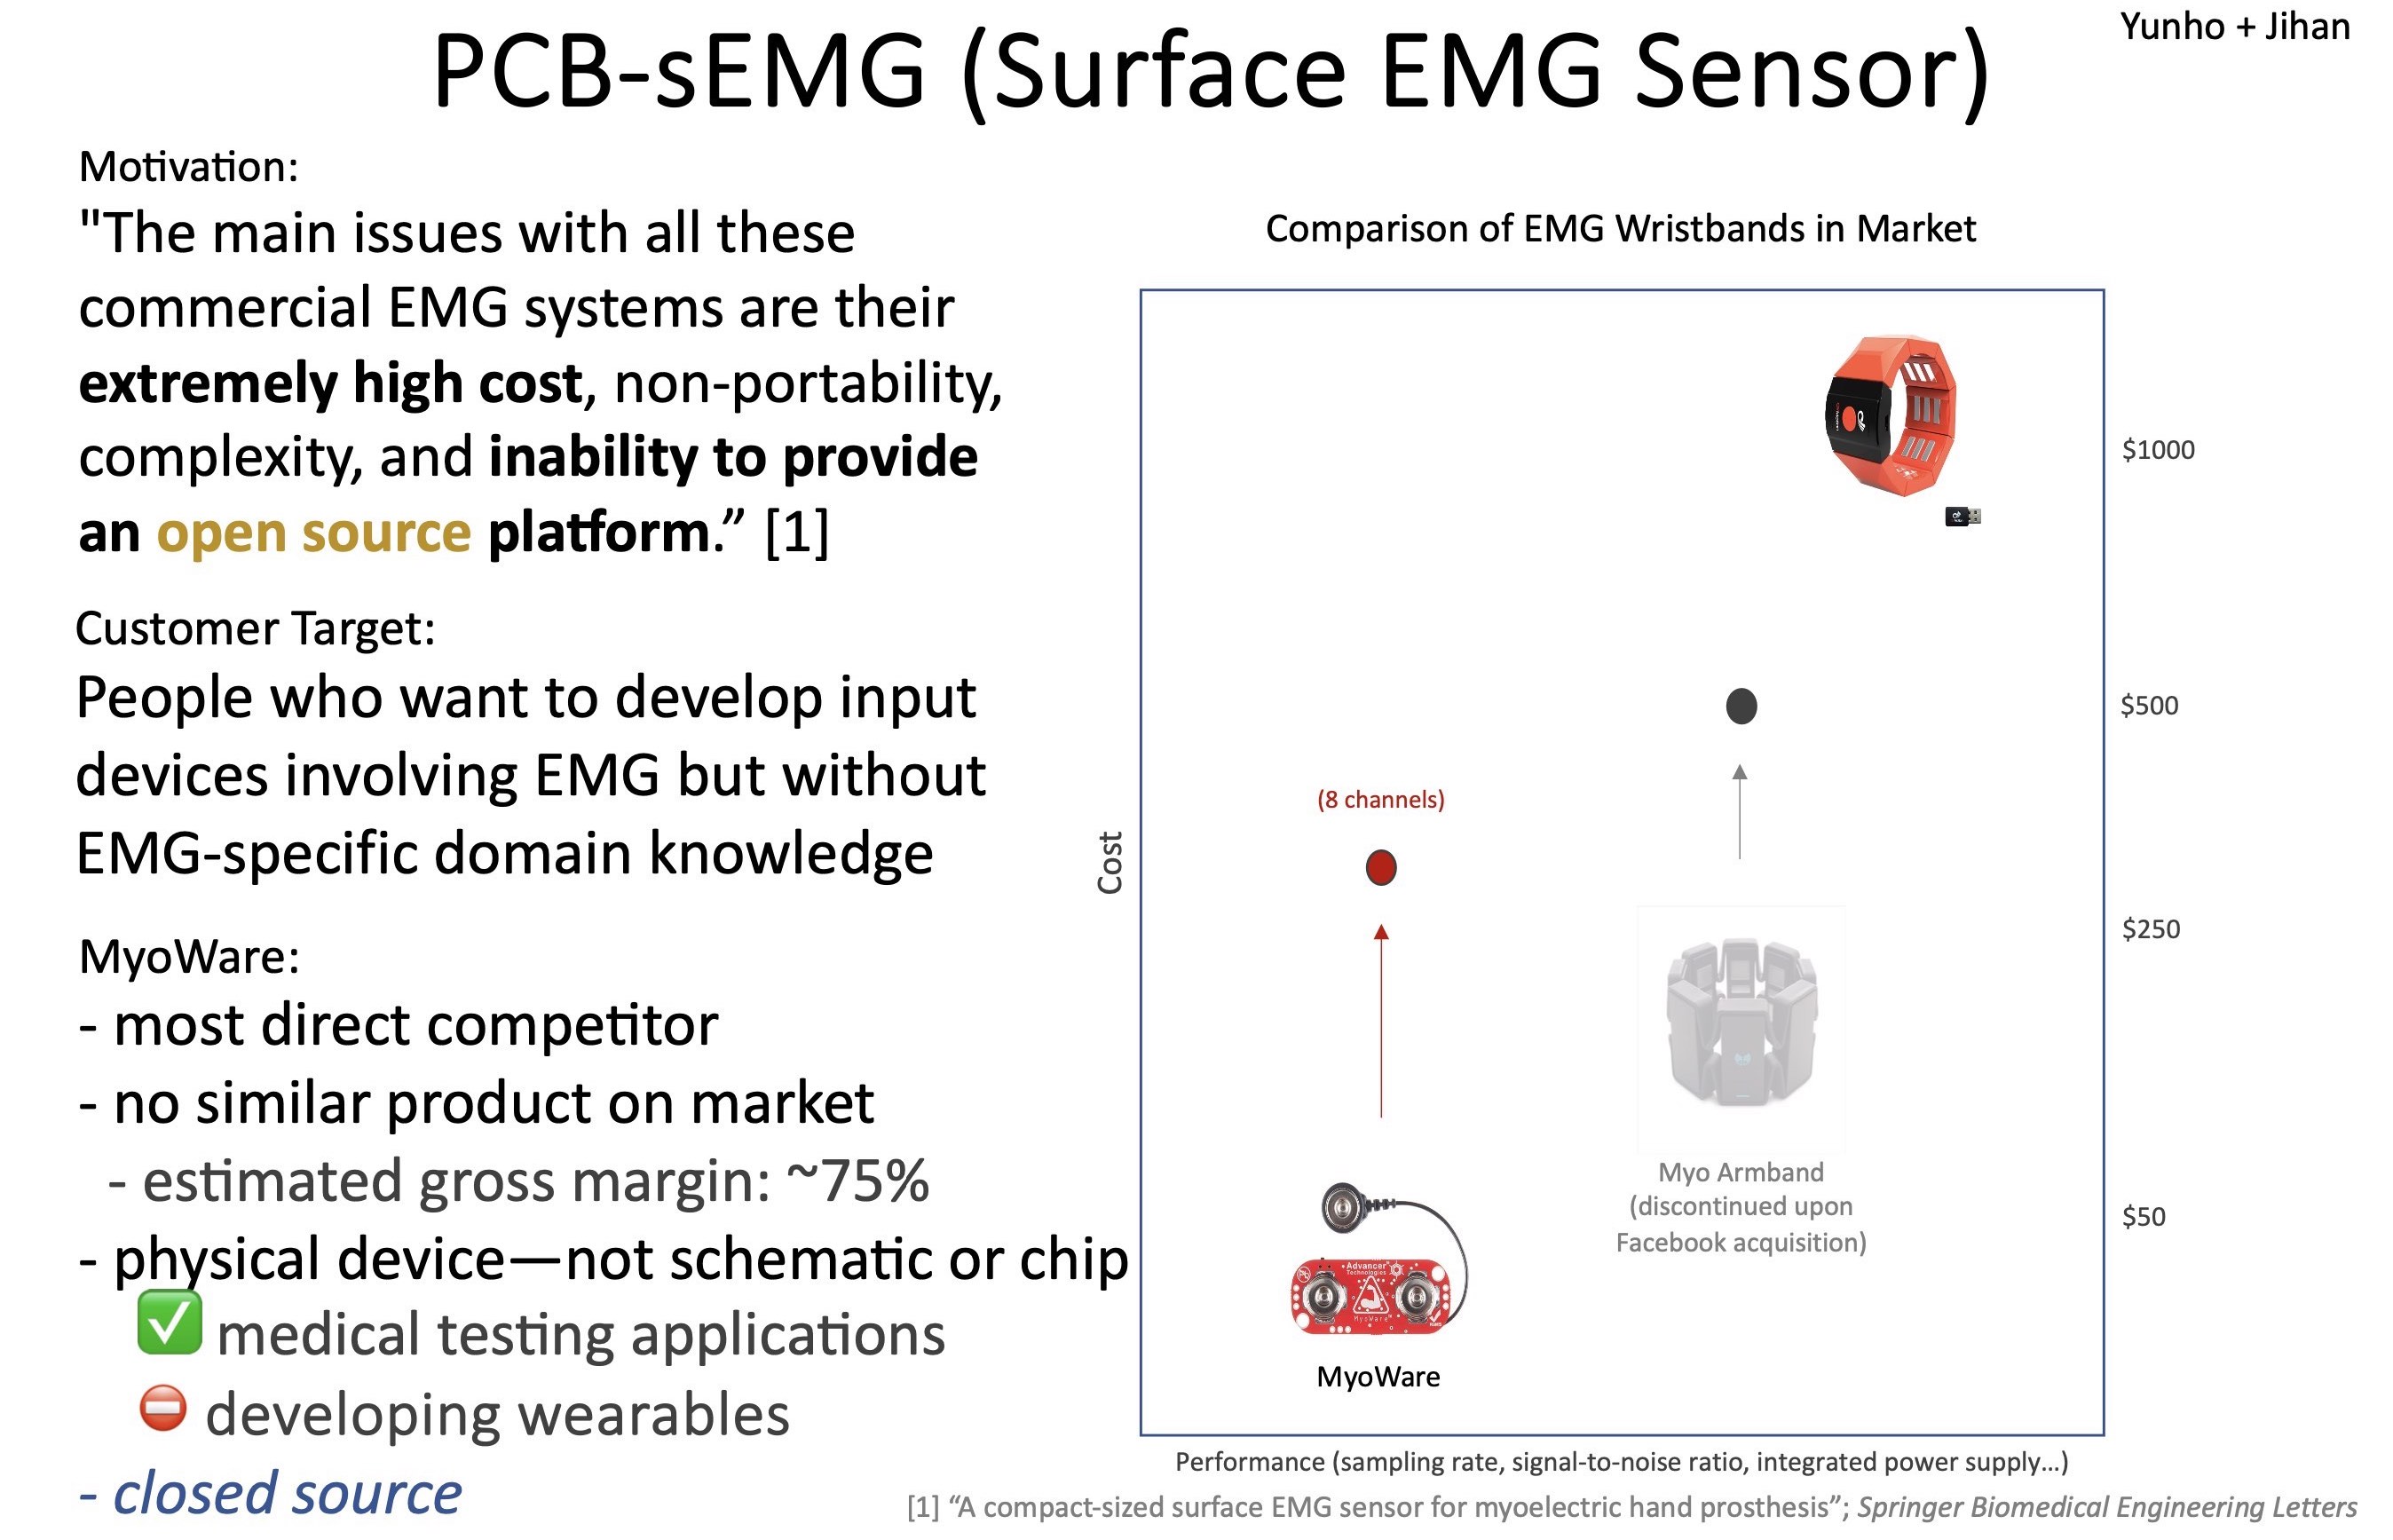 Yunho + Jihan
PCB-sEMG (Surface EMG Sensor)
Motivation:
"The main issues with all these
commercial EMG systems are their
extremely high cost, non-portability,
complexity, and inability to provide
an open source platform.” [1]
Customer Target:
People who want to develop input
devices involving EMG but without
EMG-specific domain knowledge
MyoWare:
- most direct competitor
- no similar product on market
- estimated gross margin: ~75%
- physical device—not schematic or chip
medical testing applications
developing wearables
- closed source
Comparison of EMG Wristbands in Market
$1000
$500
(8 channels)
Cost
$250
Myo Armband
(discontinued upon
Facebook acquisition)
$50
Advancer
Technologies
MyoWare
MyoWare
Performance (sampling rate, signal-to-noise ratio, integrated power supply...)
[1] “A compact-sized surface EMG sensor for myoelectric hand prosthesis”; Springer Biomedical Engineering Letters